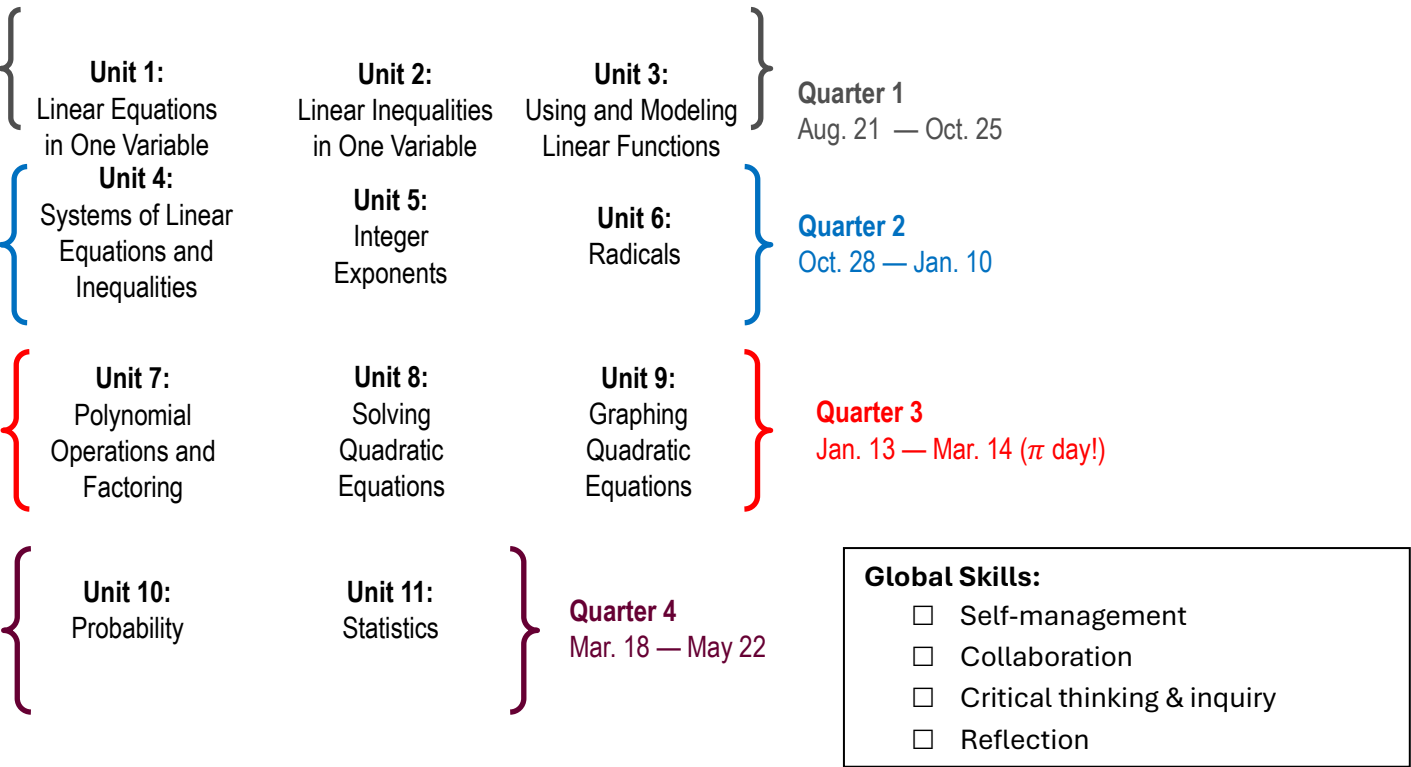 Unit 1:
Linear Equations
in One Variable
Unit 2:
Linear Inequalities
in One Variable
Unit 3:
Using and Modeling
Linear Functions
Quarter 1
Aug. 21 — Oct. 25
Unit 4:
Systems of Linear
Equations and
Inequalities
Unit 5:
Integer
Exponents
Unit 6:
Radicals
Quarter 2
Oct. 28 — Jan. 10
Unit 7:
Polynomial
Operations and
Factoring
Unit 8:
Solving
Quadratic
Equations
Unit 9:
Graphing
Quadratic
Equations
Quarter 3
Jan. 13 — Mar. 14 (π day!)
Unit 10:
Probability
Unit 11:
Statistics
Quarter 4
Mar. 18 — May 22
Global Skills:
☐ Self-management
☐ Collaboration
☐ Critical thinking & inquiry
☐ Reflection